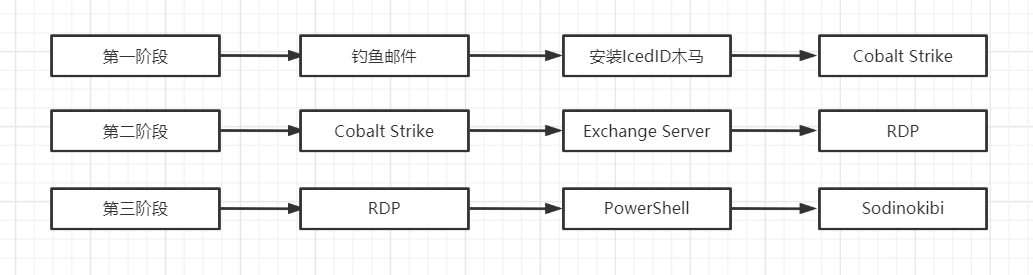 第一阶段
钓鱼邮件
安装IcedID木马
Cobalt Strike
第二阶段
Cobalt Strike
Exchange Server
RDP
第三阶段
RDP
PowerShell
Sodinokibi